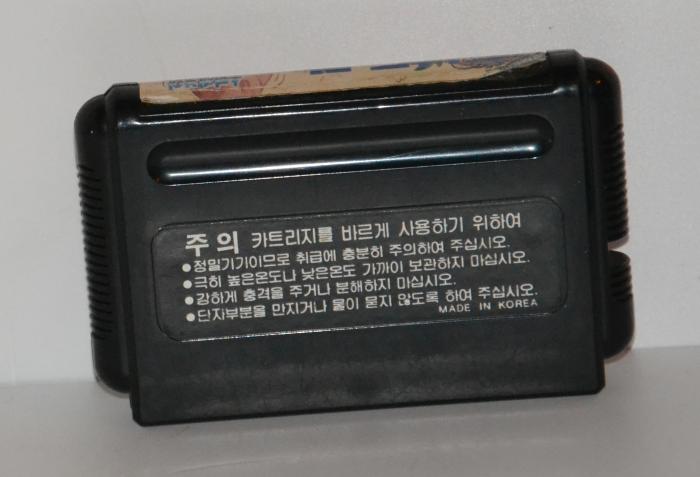 주의 카트리지를 바르게 사용하기 위하여
●정밀기기이므로 취급에 충분히 주의하여 주십시오.
●극히 높은온도나 낮은온도 가까이 보관하지 마십시오.
●강하게 충격을 주거나 분해하지 마십시오.
●단자부분을 만지거나 물이 묻지 않도록 하여 주십시오.
MADE IN KOREA